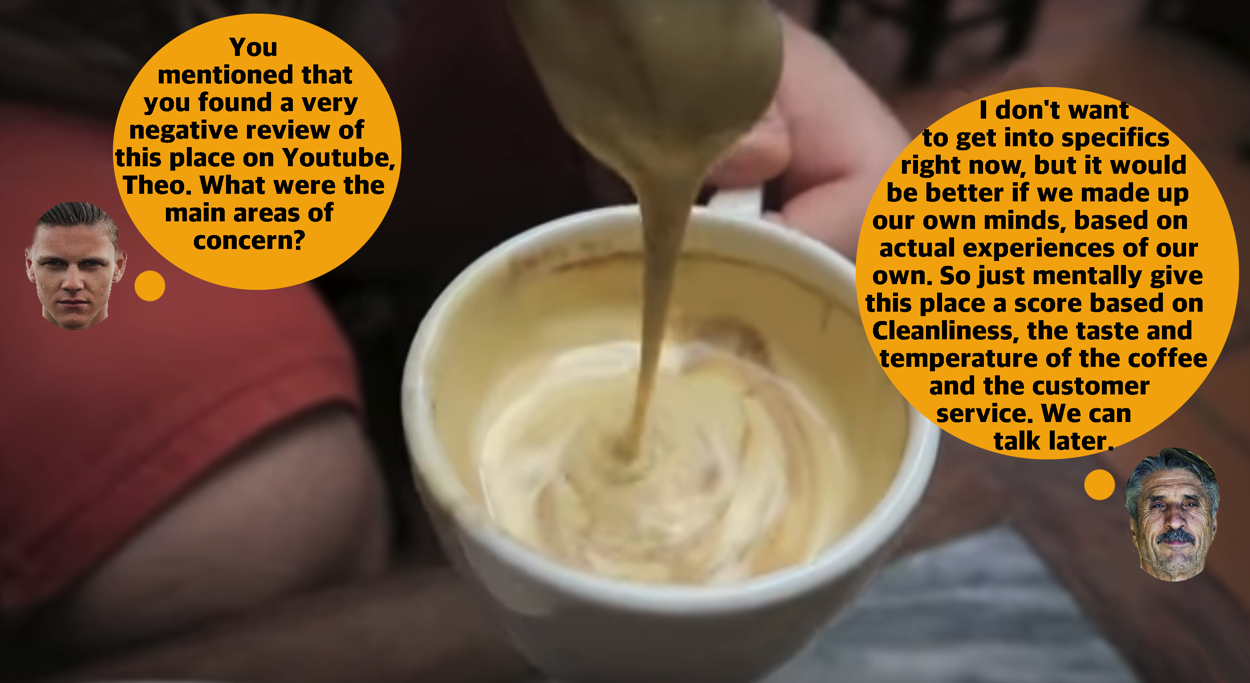 You
mentioned that
you found a very
negative review of
this place on Youtube,
Theo. What were the
main areas of
concern?
I don't want
to get into specifics
right now, but it would
be better if we made up
our own minds, based on
actual experiences of our
own. So just mentally give
this place a score based on
Cleanliness, the taste and
temperature of the coffee
and the customer
service. We can
talk later.